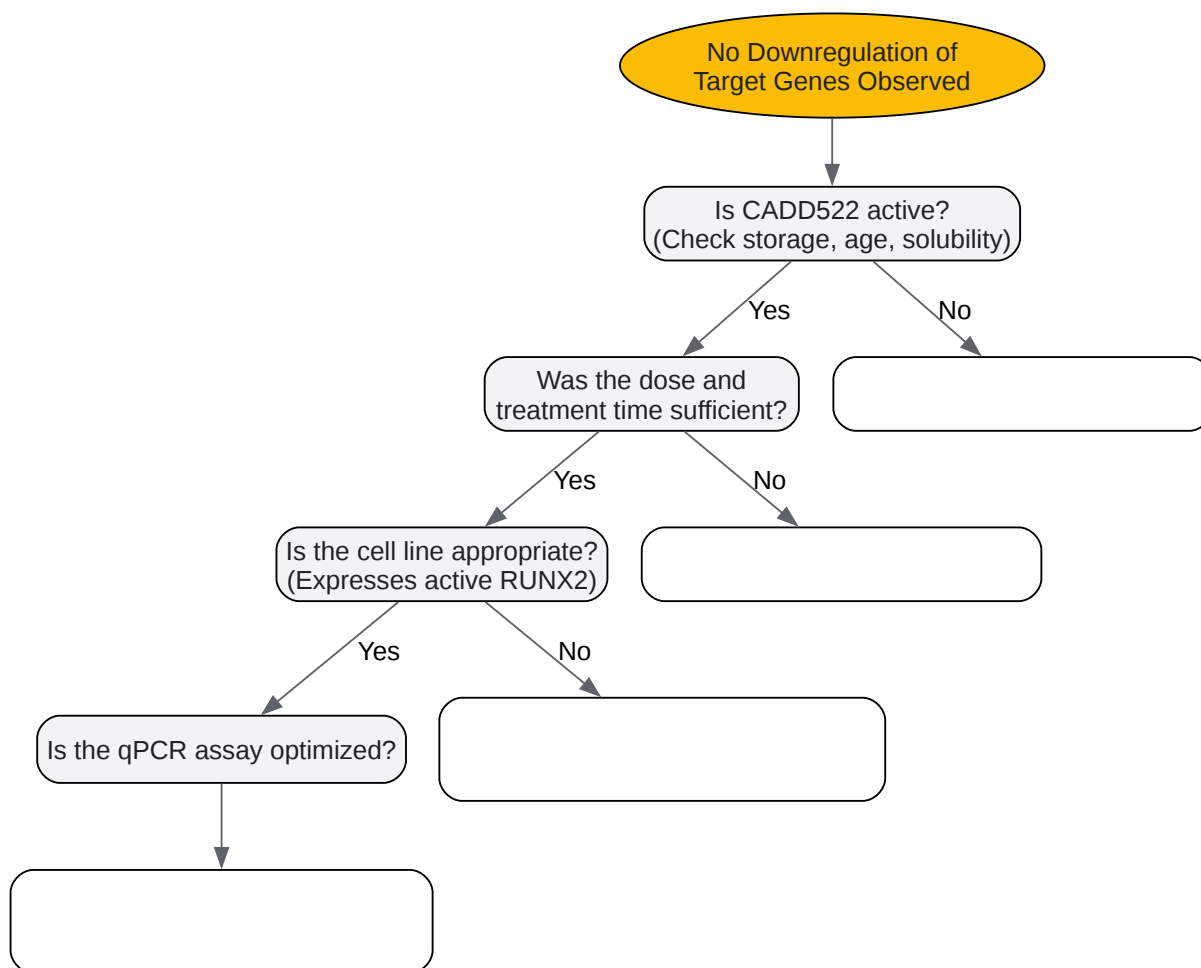 No Downregulation of
Target Genes Observed
Is CADD522 active?
(Check storage, age, solubility)
Yes
No
Was the dose and
treatment time sufficient?
Yes
No
Is the cell line appropriate?
(Expresses active RUNX2)
Yes
No
Is the qPCR assay optimized?